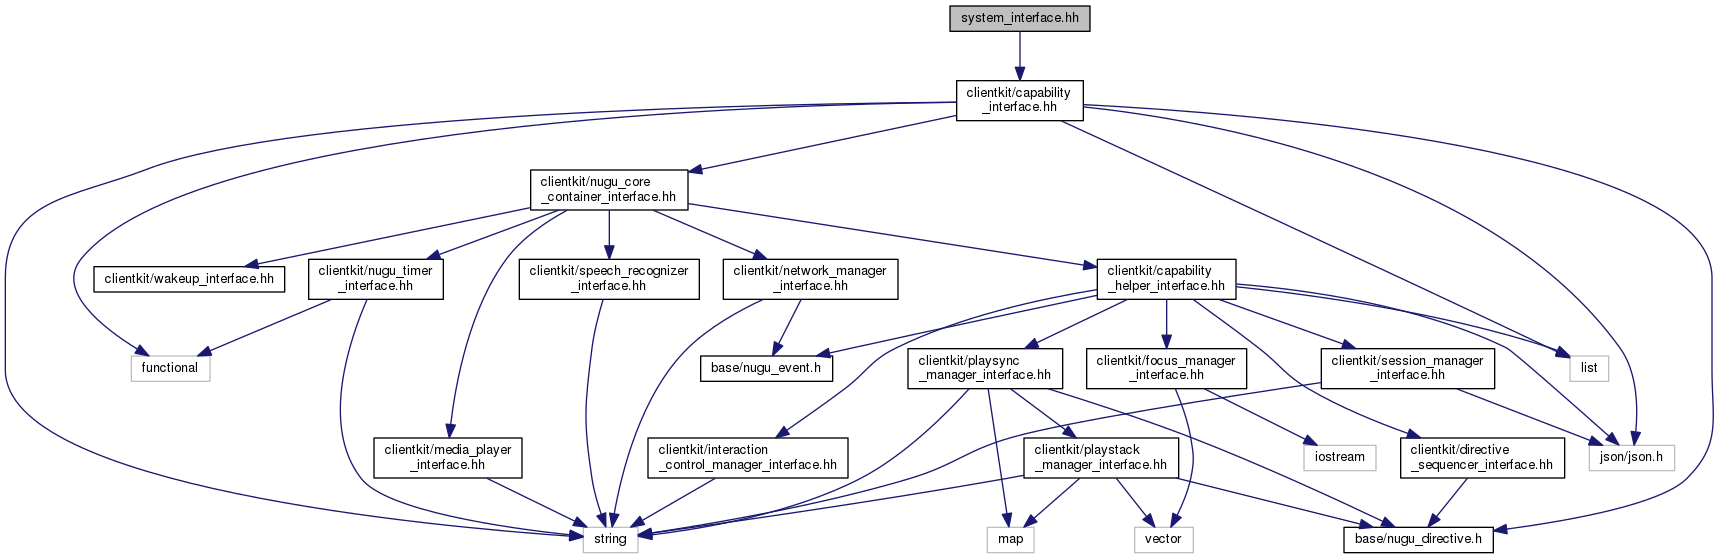 system_interface.hh
clientkit/capability
_interface.hh
clientkit/nugu_core
_container_interface.hh
clientkit/wakeup_interface.hh
clientkit/nugu_timer
_interface.hh
clientkit/speech_recognizer
_interface.hh
clientkit/network_manager
_interface.hh
clientkit/capability
_helper_interface.hh
functional
base/nugu_event.h
clientkit/playsync
_manager_interface.hh
clientkit/focus_manager
_interface.hh
clientkit/session_manager
_interface.hh
list
clientkit/media_player
_interface.hh
clientkit/interaction
_control_manager_interface.hh
clientkit/playstack
_manager_interface.hh
iostream
clientkit/directive
_sequencer_interface.hh
json/json.h
string
map
vector
base/nugu_directive.h